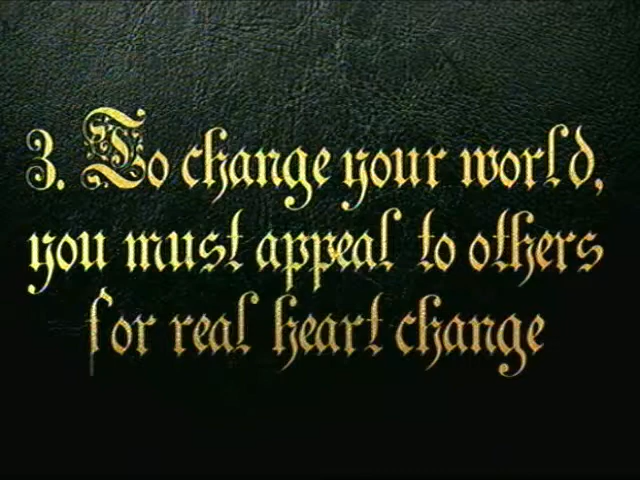 3. To change your world,
you must appeal to others
for real heart change